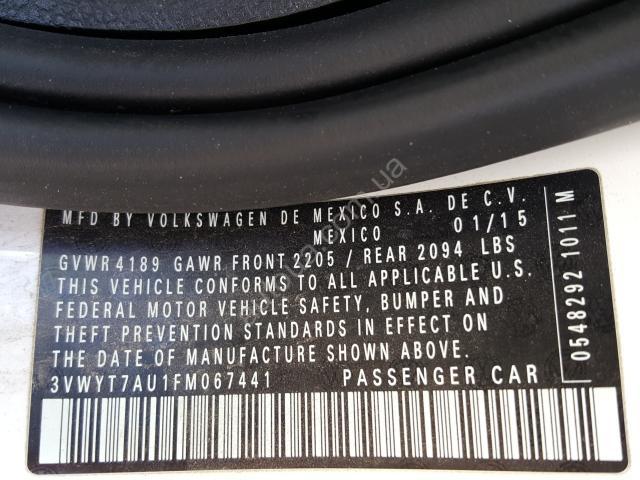 MFD BY VOLKSWAGEN DE MEXICO S.A. DE C.V.
MEXICO 01/15
GVWR 4189 GAWR FRONT 2205 / REAR 2094 LBS
THIS VEHICLE CONFORMS TO ALL APPLICABLE U.S.
FEDERAL MOTOR VEHICLE SAFETY, BUMPER AND
THEFT PREVENTION STANDARDS IN EFFECT ON
THE DATE OF MANUFACTURE SHOWN ABOVE.
3VWYT7AU1FM067441 PASSENGER CAR
0548292 1011 M